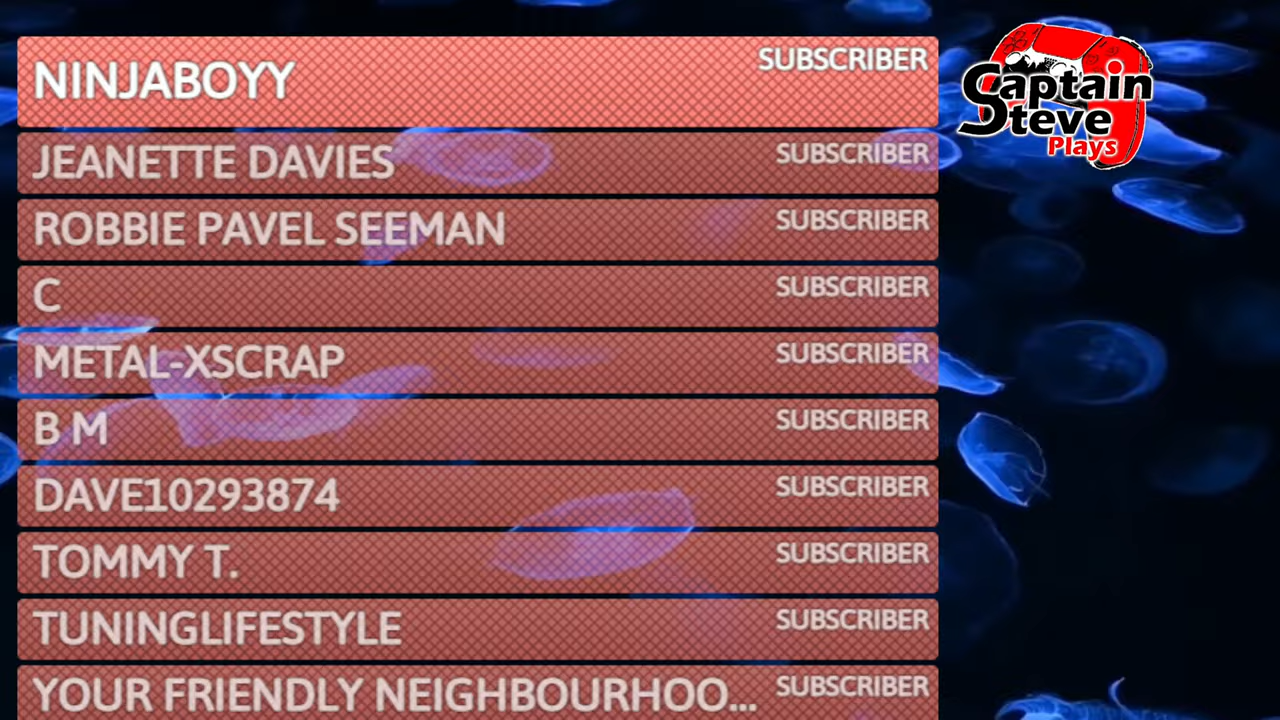 NINJABOYY SUBSCRIBER
JEANETTE DAVIES SUBSCRIBER
ROBBIE PAVEL SEEMAN SUBSCRIBER
C SUBSCRIBER
METAL-XSCRAP SUBSCRIBER
B M SUBSCRIBER
DAVE10293874 SUBSCRIBER
TOMMY T. SUBSCRIBER
TUNINGLIFESTYLE SUBSCRIBER
YOUR FRIENDLY NEIGHBOURHOO... SUBSCRIBER
Captain
Steve
Plays